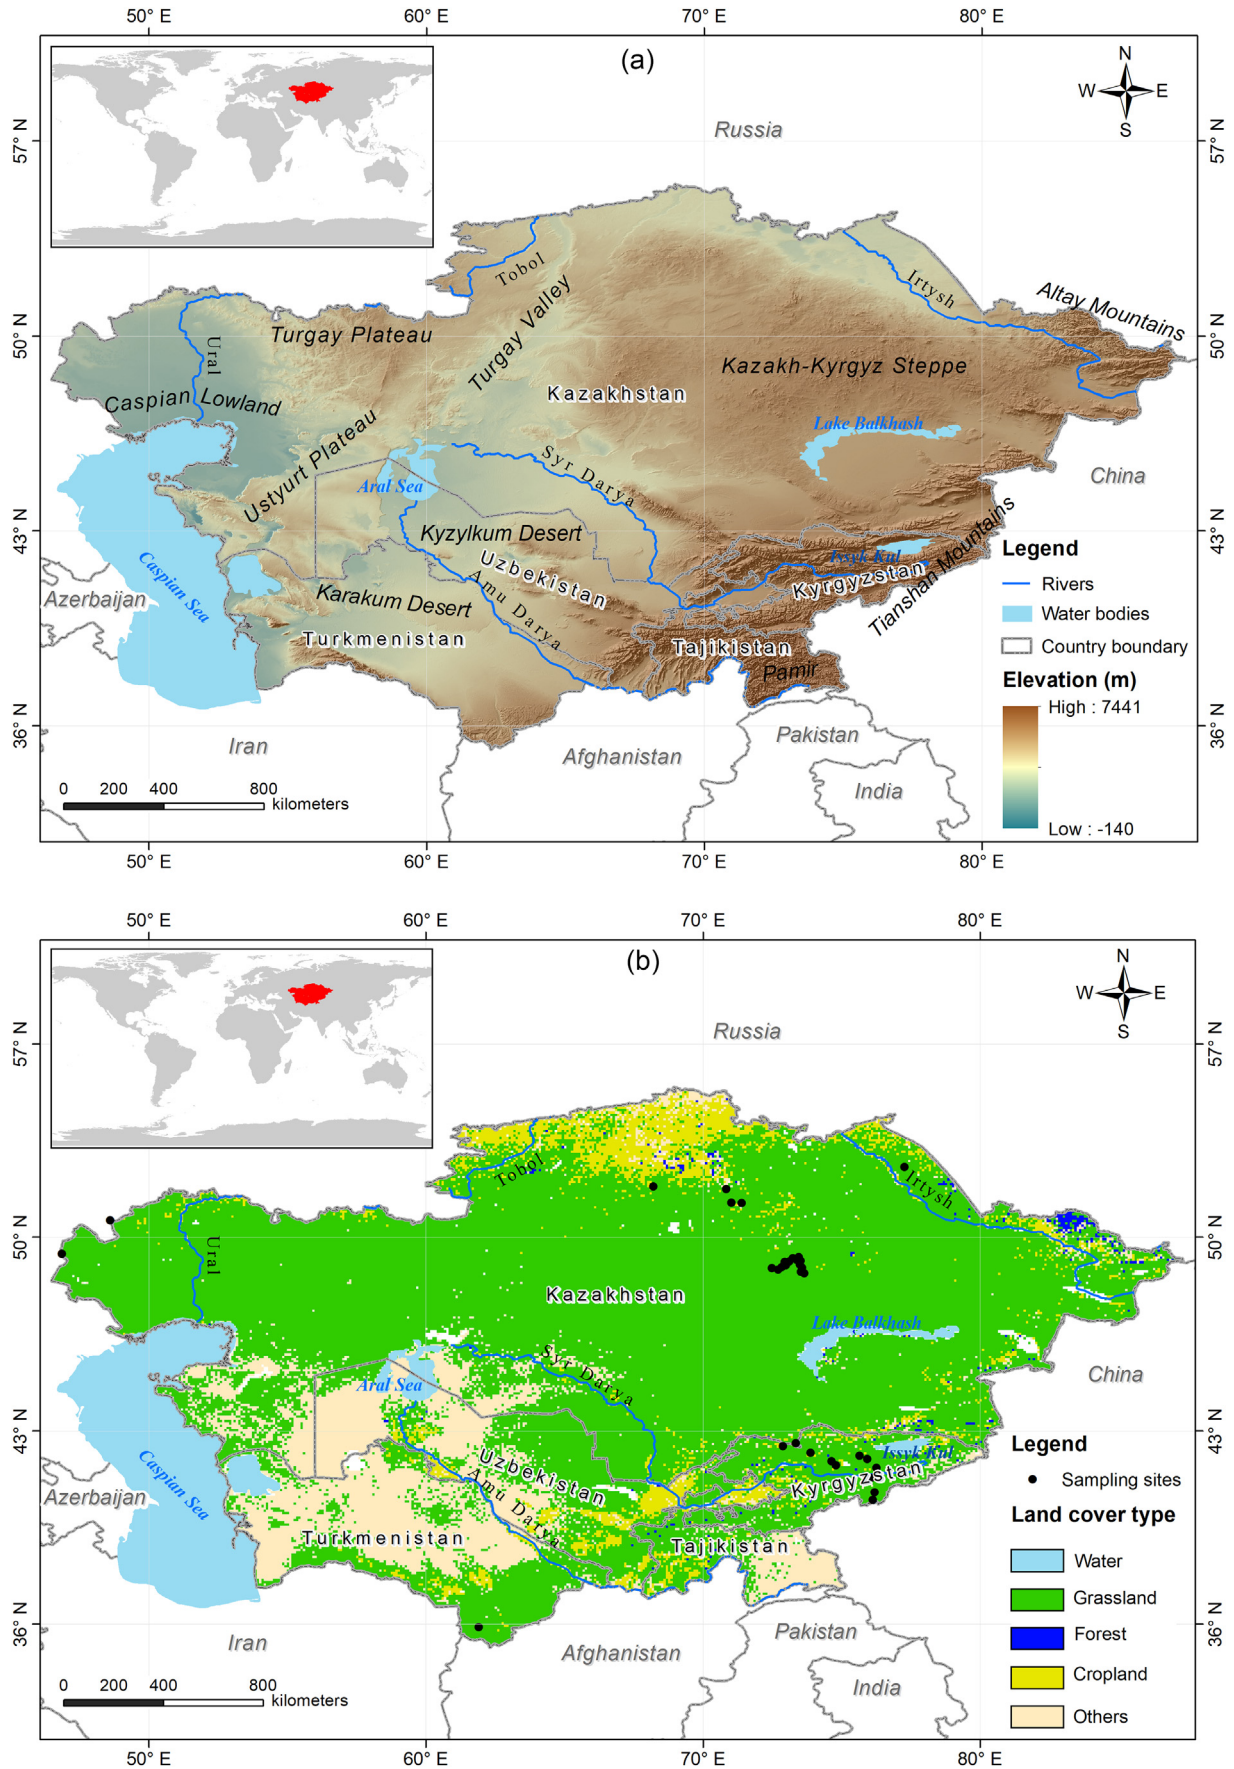 50° E 60° E 70° E 80° E
(a)
N
W E
S
57° N
57° N
Russia
Tobol
Irtysh
Altay Mountains
50° N
50° N
Ural
Turgay Plateau
Turgay Valley
Kazakh-Kyrgyz Steppe
Kazakhstan
Caspian Lowland
Lake Balkhash
Ustyurt Plateau
Syr Darya
Aral Sea
China
43° N
43° N
Kyzylkum Desert
Tianshan Mountains
Issyk Kul
Caspian Sea
Uzbekistan
Kyrgyzstan
Azerbaijan
Karakum Desert
Amu Darya
Turkmenistan
Tajikistan
Pamir
36° N
36° N
Iran
Afghanistan
Pakistan
India
Legend
Rivers
Water bodies
Country boundary
Elevation (m)
High : 7441
Low : -140
0 200 400 800
kilometers
50° E 60° E 70° E 80° E
50° E 60° E 70° E 80° E
(b)
N
W E
S
57° N
57° N
Russia
Tobol
Irtysh
50° N
50° N
Ural
Kazakhstan
Lake Balkhash
Syr Darya
Aral Sea
China
43° N
43° N
Issyk Kul
Caspian Sea
Uzbekistan
Kyrgyzstan
Azerbaijan
Amu Darya
Turkmenistan
Tajikistan
36° N
36° N
Iran
Afghanistan
Pakistan
India
Legend
Sampling sites
Land cover type
Water
Grassland
Forest
Cropland
Others
0 200 400 800
kilometers
50° E 60° E 70° E 80° E